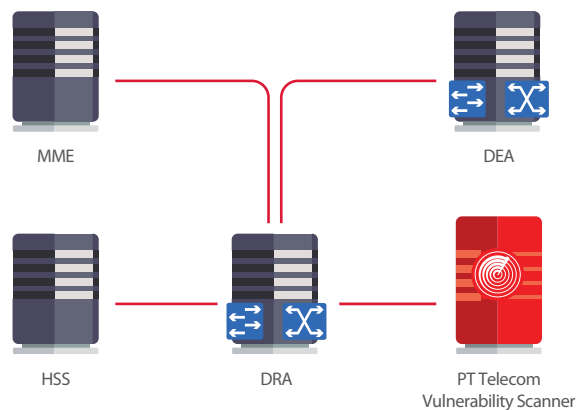 MME
DEA
HSS
DRA
PT Telecom
Vulnerability Scanner